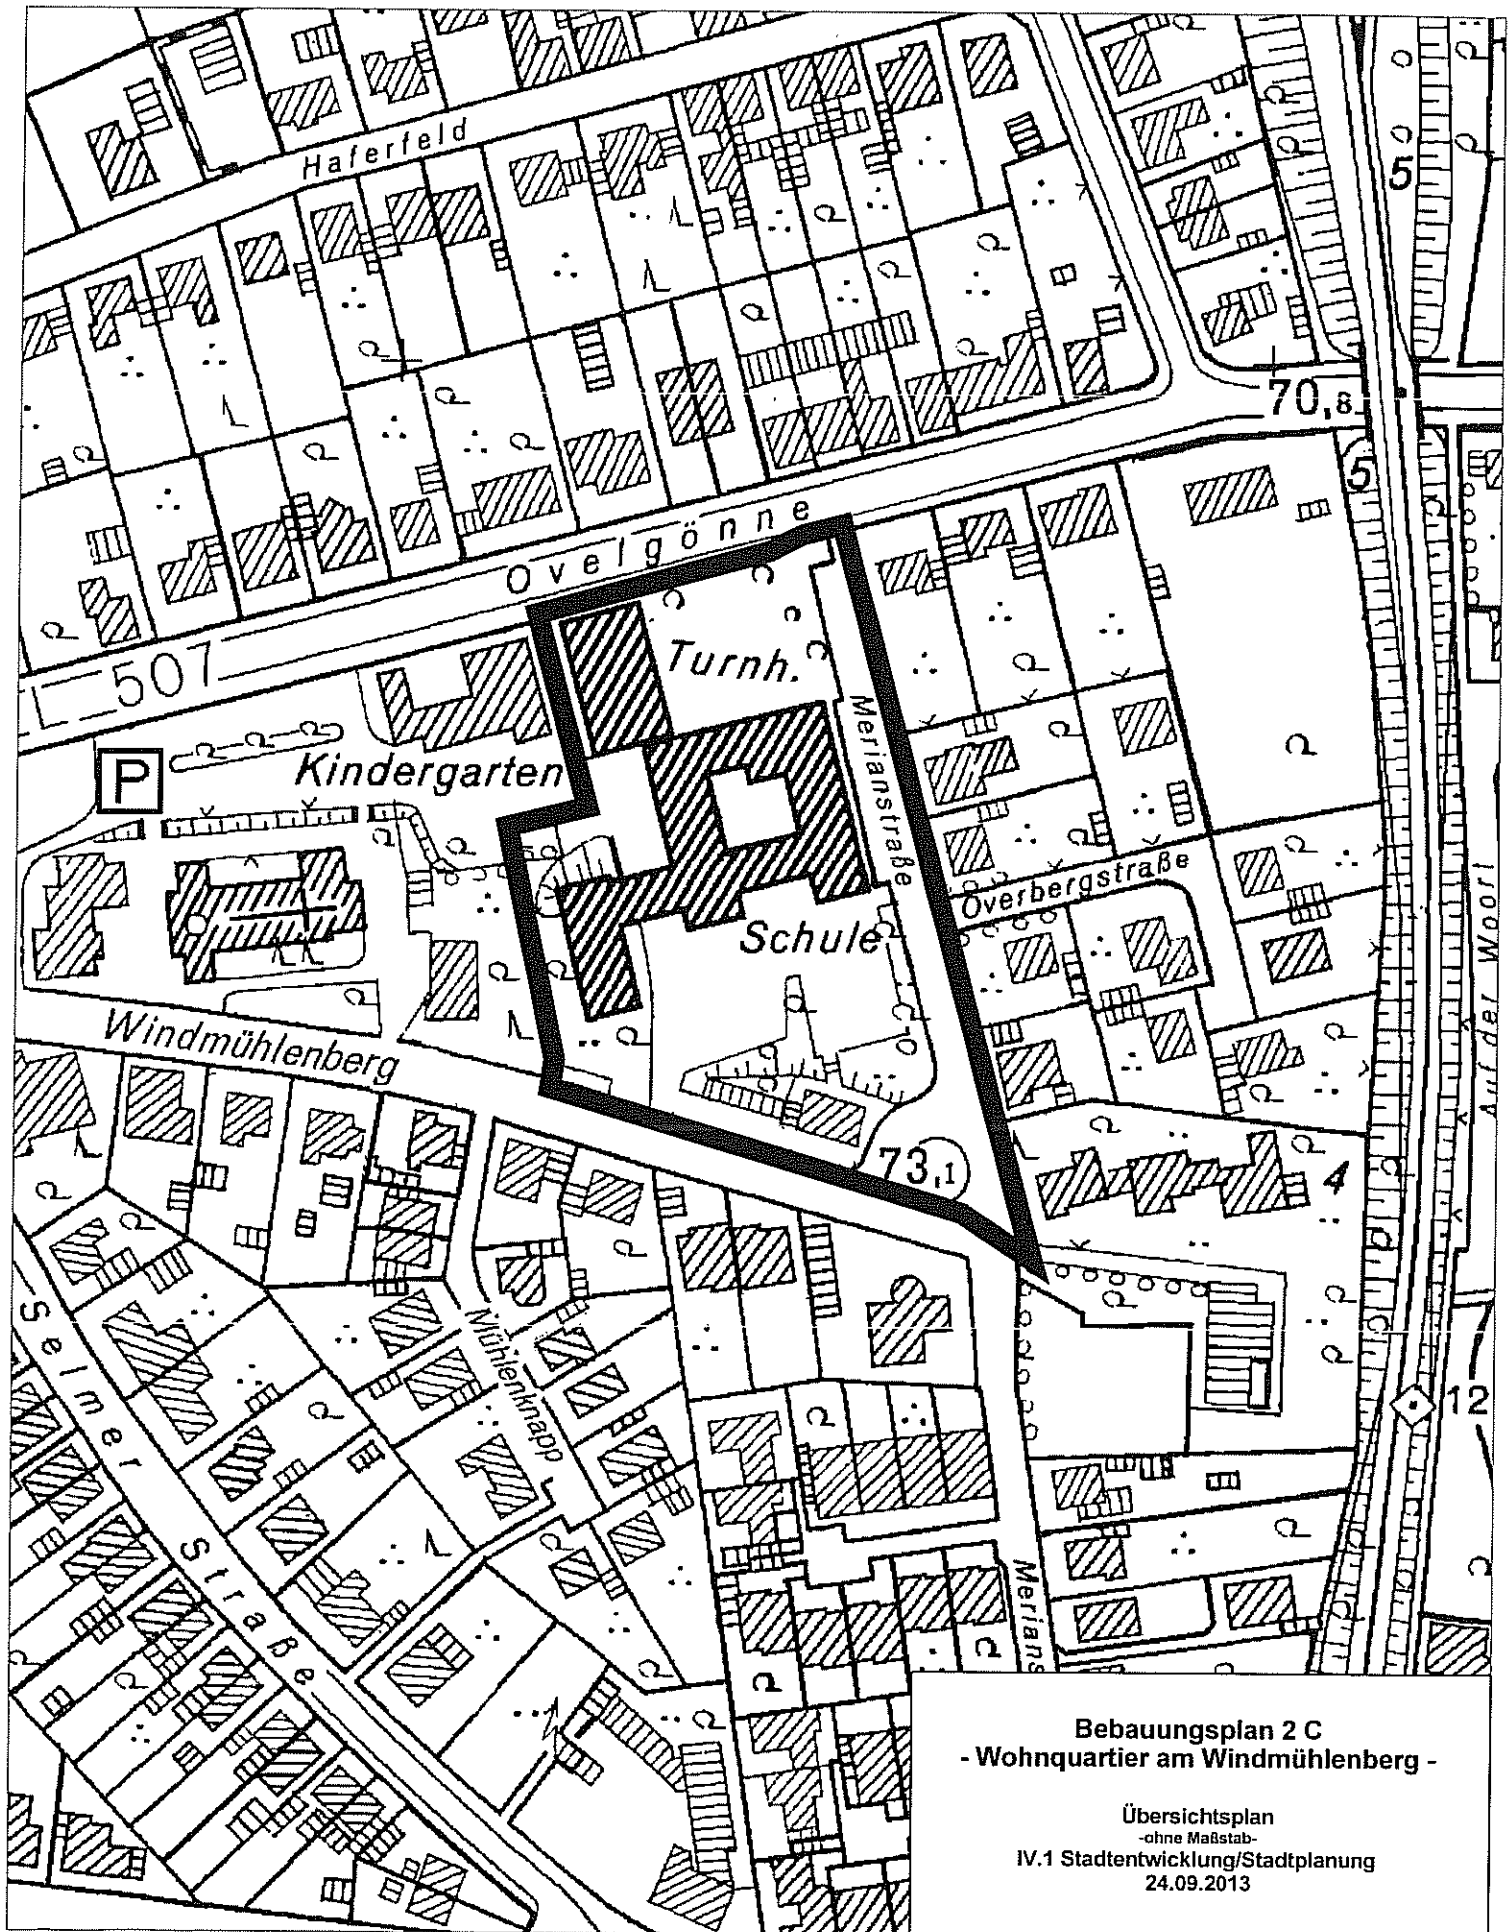 Haferfeld
5
70,8
5
Ovelgönne
507
Turnh.
Merianstraße
P
Kindergarten
Overbergstraße
Schule
Auf der Woort
Windmühlenberg
73,1
4
Selmer Straße
Mühlenknapp
7
12
Merians
Bebauungsplan 2 C
- Wohnquartier am Windmühlenberg -
Übersichtsplan
-ohne Maßstab-
IV.1 Stadtentwicklung/Stadtplanung
24.09.2013